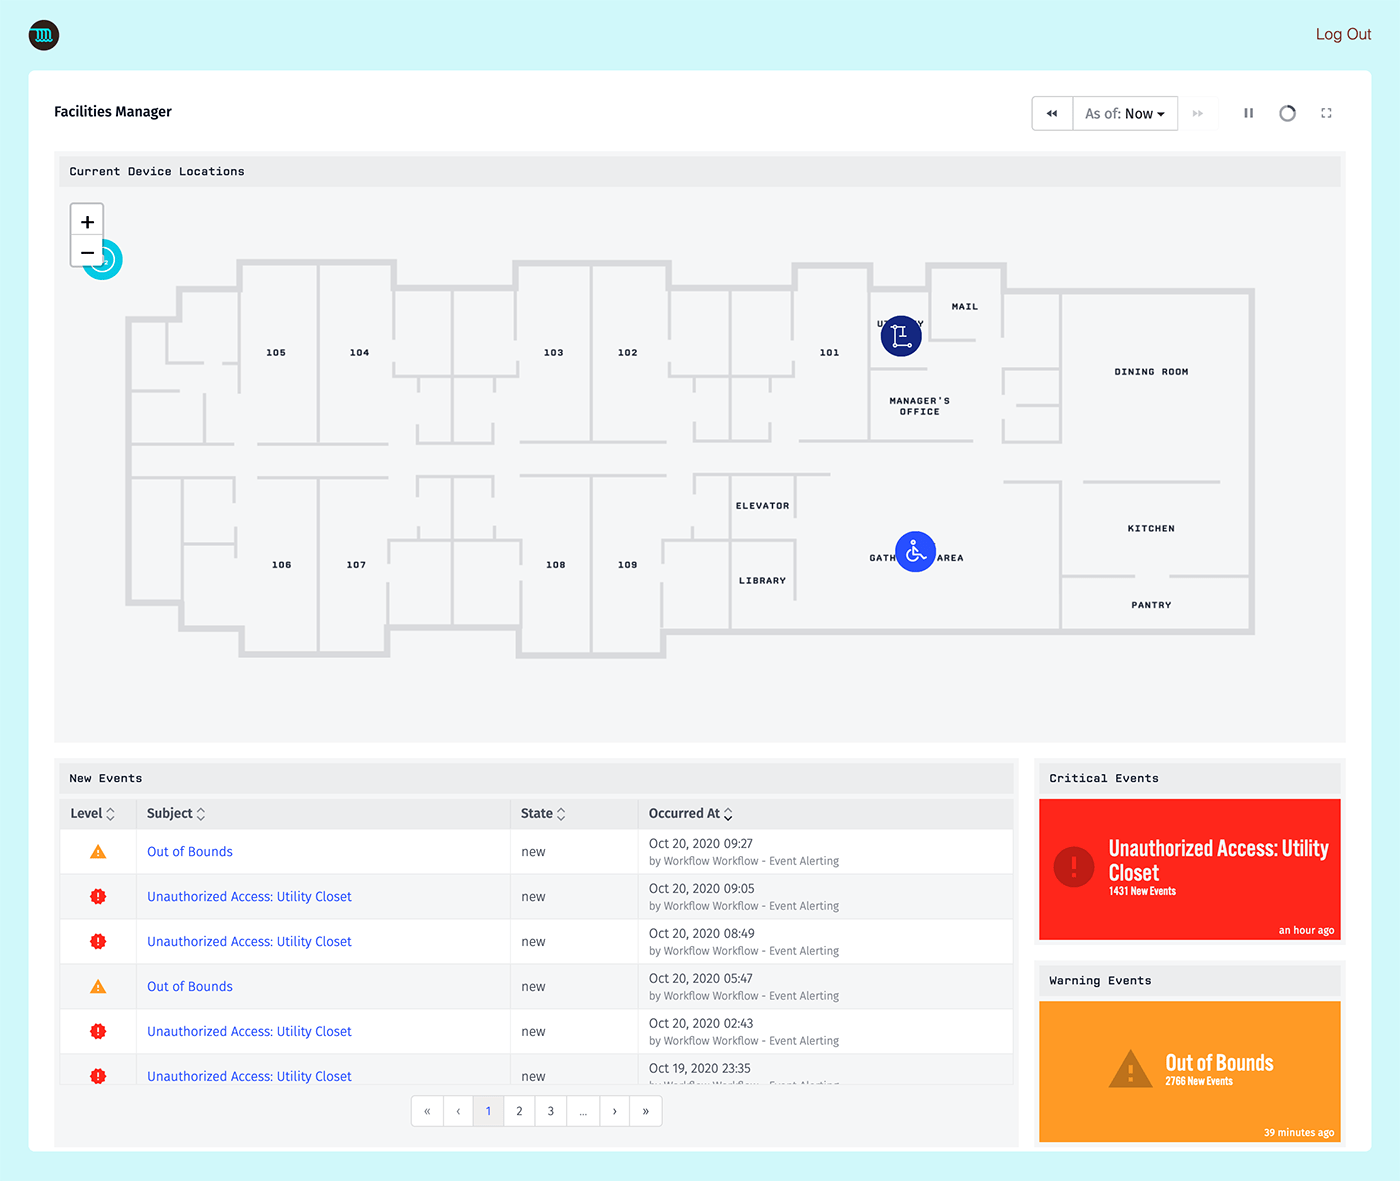 Log Out
Facilities Manager
As of: Now
Current Device Locations
+
−
MAIL
105
104
103
102
101
DINING ROOM
MANAGER'S
OFFICE
ELEVATOR
KITCHEN
AREA
106
107
108
109
LIBRARY
PANTRY
New Events
Level Subject State Occurred At
Out of Bounds new Oct 20, 2020 09:27
by Workflow Workflow - Event Alerting
Unauthorized Access: Utility Closet new Oct 20, 2020 09:05
by Workflow Workflow - Event Alerting
Unauthorized Access: Utility Closet new Oct 20, 2020 08:49
by Workflow Workflow - Event Alerting
Out of Bounds new Oct 20, 2020 05:47
by Workflow Workflow - Event Alerting
Unauthorized Access: Utility Closet new Oct 20, 2020 02:43
by Workflow Workflow - Event Alerting
Unauthorized Access: Utility Closet new Oct 19, 2020 23:35
by Workflow Workflow - Event Alerting
« ‹ 1 2 3 ... › »
Critical Events
Unauthorized Access: Utility
Closet
1431 New Events
an hour ago
Warning Events
Out of Bounds
2766 New Events
39 minutes ago